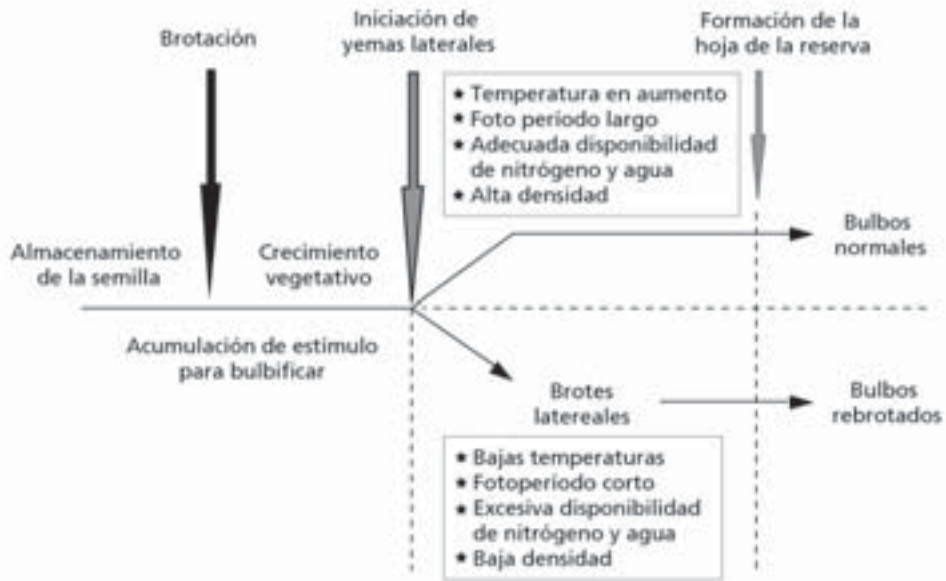 Brotación
Iniciación de
yemas laterales
Formación de la
hoja de la reserva
★ Temperatura en aumento
★ Foto período largo
★ Adecuada disponibilidad
de nitrógeno y agua
★ Alta densidad
Almacenamiento
de la semilla
Crecimiento
vegetativo
Bulbos
normales
Acumulación de estímulo
para bulbificar
Brotes
latereales
Bulbos
rebrotados
★ Bajas temperaturas
★ Fotoperíodo corto
★ Excesiva disponibilidad
de nitrógeno y agua
★ Baja densidad